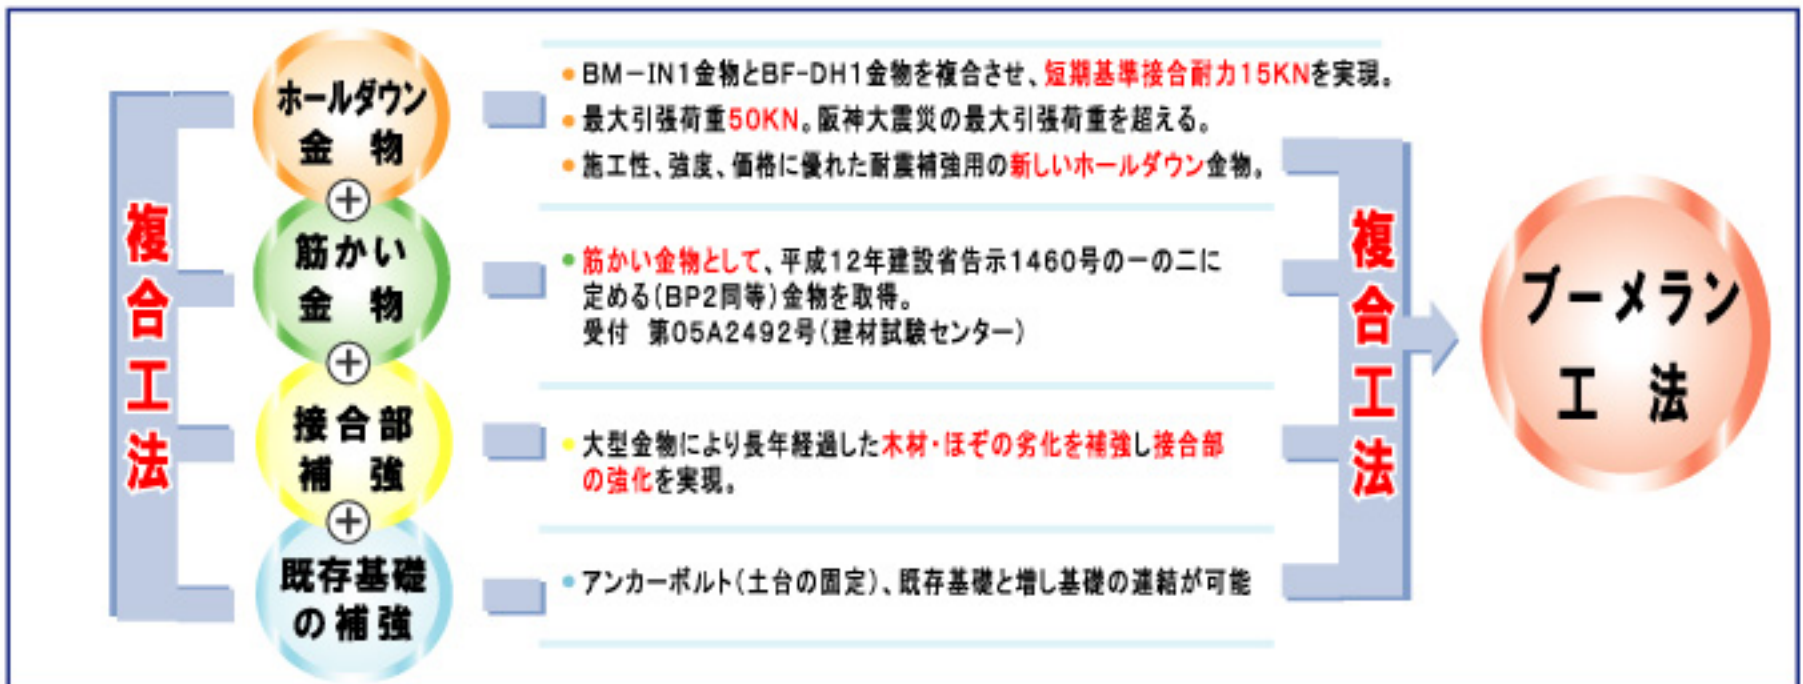 複合工法
ホールダウン
金 物
+
筋かい
金 物
+
接合部
補 強
+
既存基礎
の補強
●BM－IN1金物とBF-DH1金物を複合させ、短期基準接合耐力15KNを実現。
●最大引張荷重50KN。阪神大震災の最大引張荷重を超える。
●施工性、強度、価格に優れた耐震補強用の新しいホールダウン金物。
●筋かい金物として、平成12年建設省告示1460号の一の二に
定める(BP2同等)金物を取得。
受付 第05A2492号(建材試験センター)
●大型金物により長年経過した木材・ほぞの劣化を補強し接合部
の強化を実現。
●アンカーボルト(土台の固定)、既存基礎と増し基礎の連結が可能
複合工法
ブーメラン
工 法